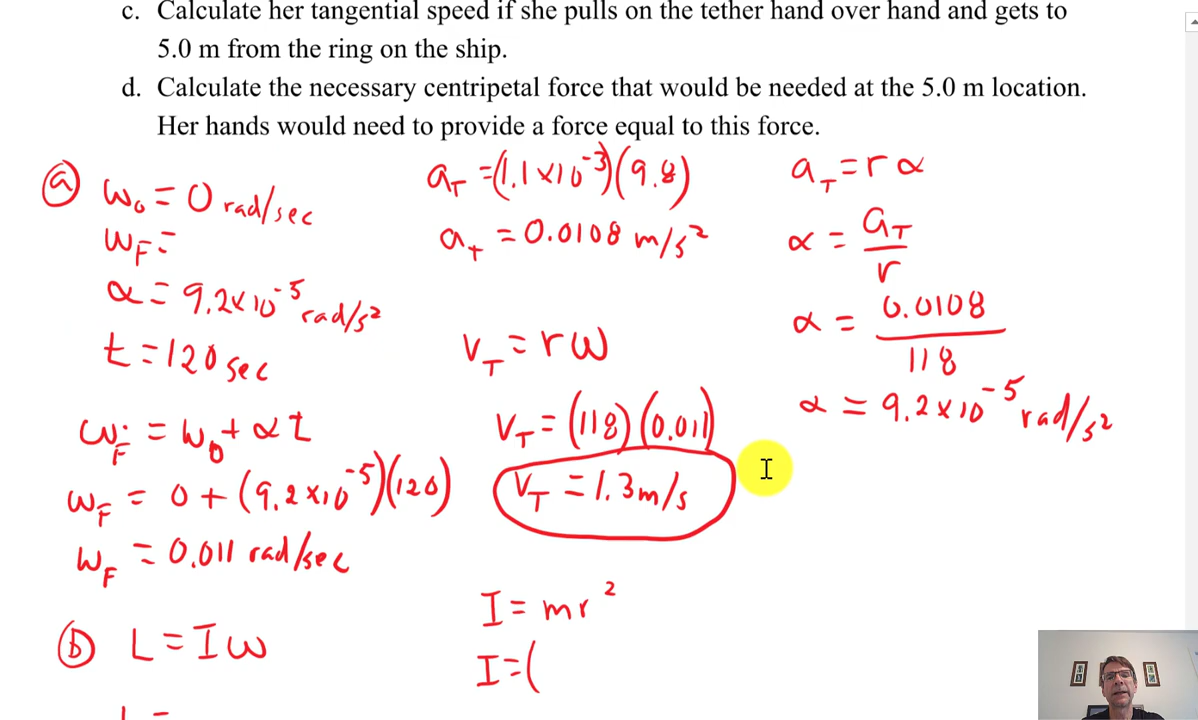 c. Calculate her tangential speed if she pulls on the tether hand over hand and gets to
5.0 m from the ring on the ship.
d. Calculate the necessary centripetal force that would be needed at the 5.0 m location.
Her hands would need to provide a force equal to this force.
ⓐ ω₀ = 0 rad/sec
ω_F =
α = 9.2 × 10⁻⁵ rad/s²
t = 120 sec
ω_F = ω₀ + αt
ω_F = 0 + (9.2 × 10⁻⁵)(120)
ω_F = 0.011 rad/sec
a_T = (1.1 × 10⁻³)(9.8)
a_T = 0.0108 m/s²
V_T = rω
V_T = (118)(0.011)
V_T = 1.3 m/s
a_T = rα
α = a_T / r
α = 0.0108 / 118
α = 9.2 × 10⁻⁵ rad/s²
ⓑ L = Iω
I = mr²
I = (